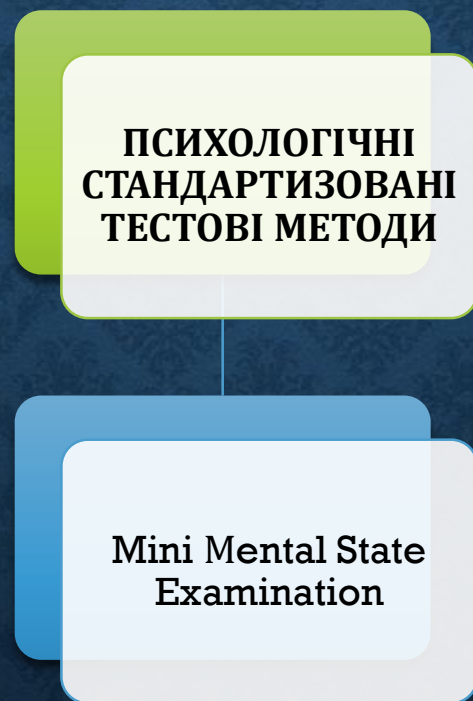 ПСИХОЛОГІЧНІ
СТАНДАРТИЗОВАНІ
ТЕСТОВІ МЕТОДИ
Mini Mental State
Examination